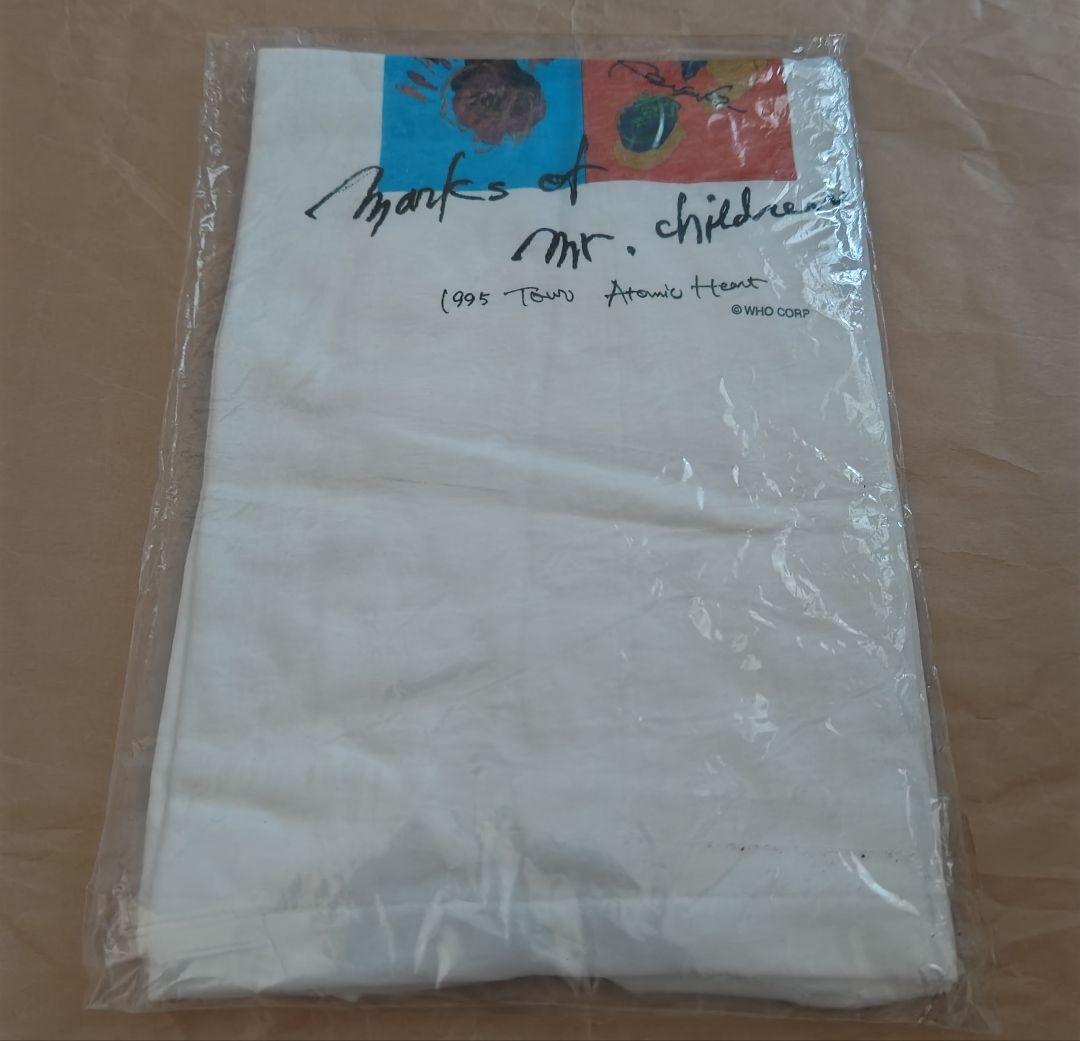 marks of
mr. children
1995 Tour Atomic Heart
© WHO CORP